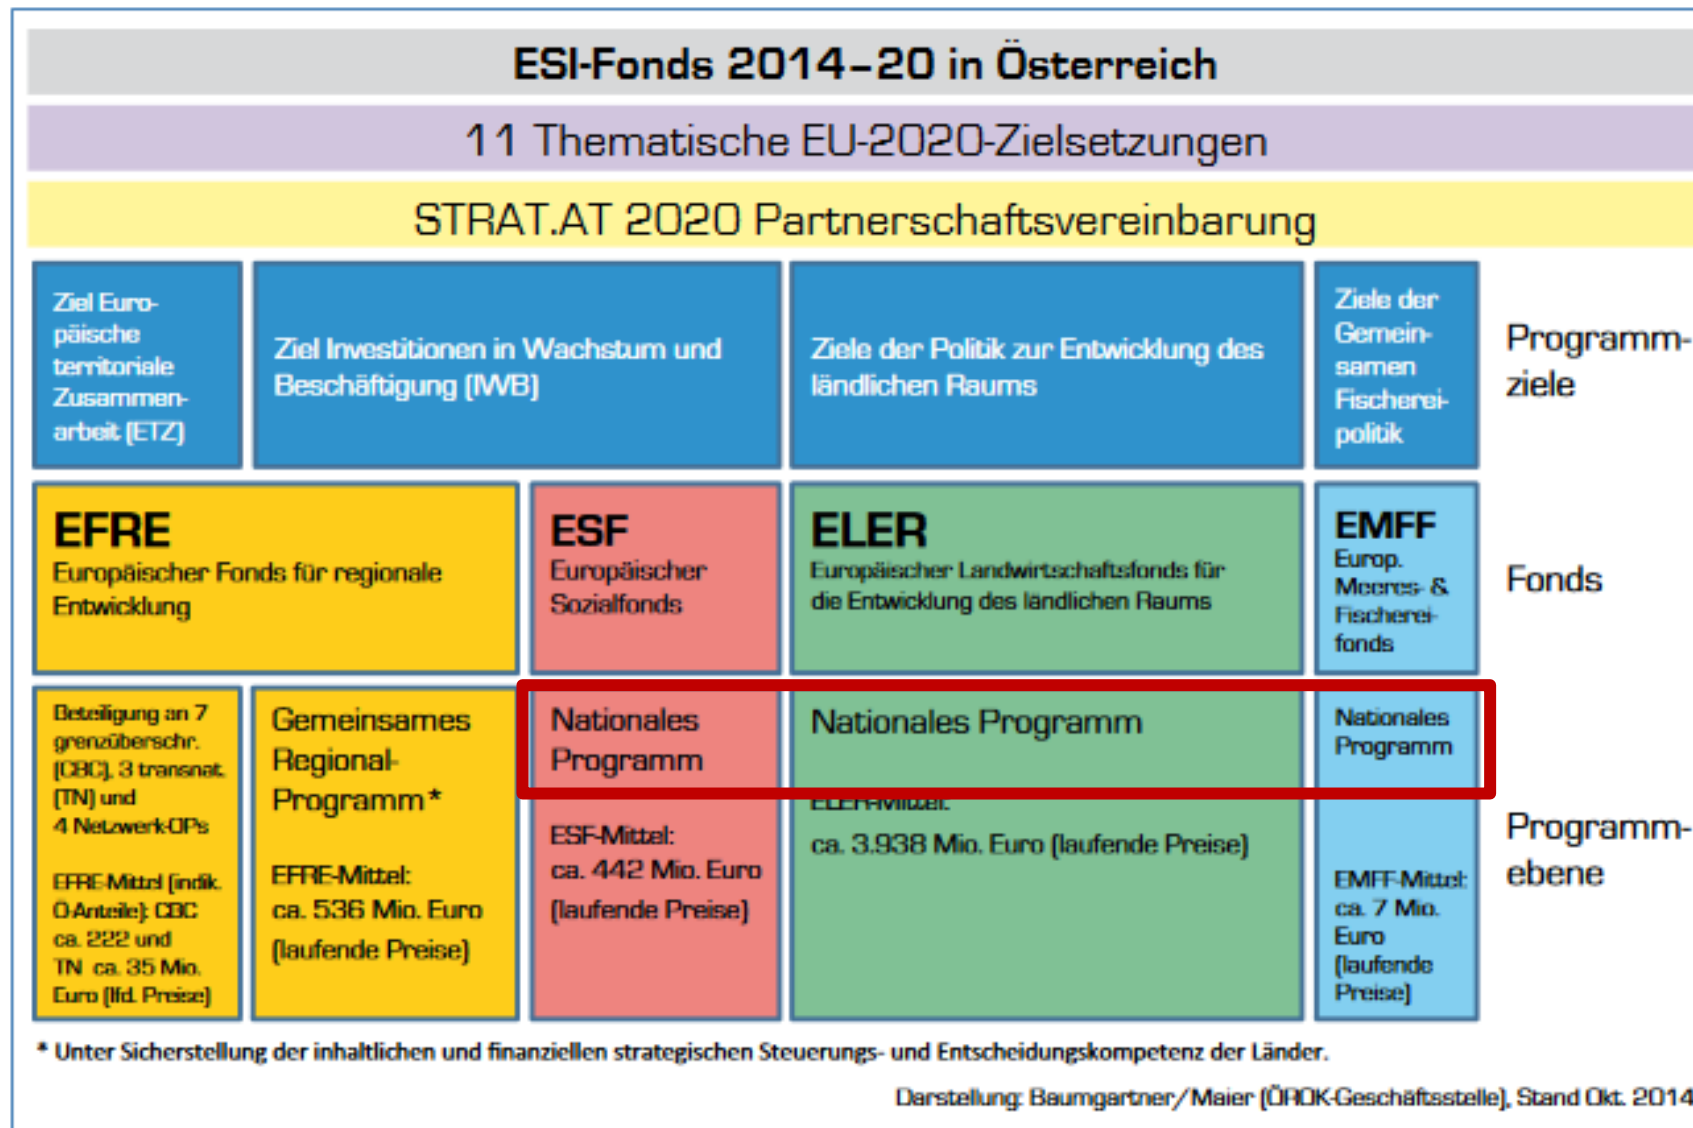 ESI-Fonds 2014–20 in Österreich
11 Thematische EU-2020-Zielsetzungen
STRAT.AT 2020 Partnerschaftsvereinbarung
Ziel Euro-
päische
territoriale
Zusammen-
arbeit (ETZ)
Ziel Investitionen in Wachstum und
Beschäftigung (IWB)
Ziele der Politik zur Entwicklung des
ländlichen Raums
Ziele der
Gemein-
samen
Fischerei-
politik
Programm-
ziele
EFRE
Europäischer Fonds für regionale
Entwicklung
ESF
Europäischer
Sozialfonds
ELER
Europäischer Landwirtschaftsfonds für
die Entwicklung des ländlichen Raums
EMFF
Europ.
Meeres- &
Fischerei-
fonds
Fonds
Beteiligung an 7
grenzüberschr.
(CBC), 3 transnat.
(TN) und
4 Netzwerk-OPs
EFRE-Mittel (indik.
Ö-Anteile): CBC
ca. 222 und
TN ca. 35 Mio.
Euro (lfd. Preise)
Gemeinsames
Regional-
Programm*
EFRE-Mittel:
ca. 536 Mio. Euro
(laufende Preise)
Nationales
Programm
ESF-Mittel:
ca. 442 Mio. Euro
(laufende Preise)
Nationales Programm
ELER-Mittel:
ca. 3.938 Mio. Euro (laufende Preise)
Nationales
Programm
EMFF-Mittel:
ca. 7 Mio.
Euro
(laufende
Preise)
Programm-
ebene
* Unter Sicherstellung der inhaltlichen und finanziellen strategischen Steuerungs- und Entscheidungskompetenz der Länder.
Darstellung: Baumgartner/Maier (ÖROK-Geschäftsstelle), Stand Okt. 2014